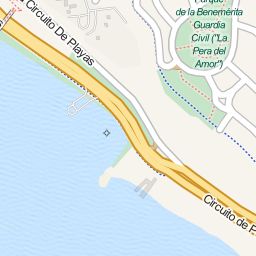 Parque
de la Benemérita
Guardia
Civil ("La
Pera del
Amor")
Circuito De Playas
Circuito de P